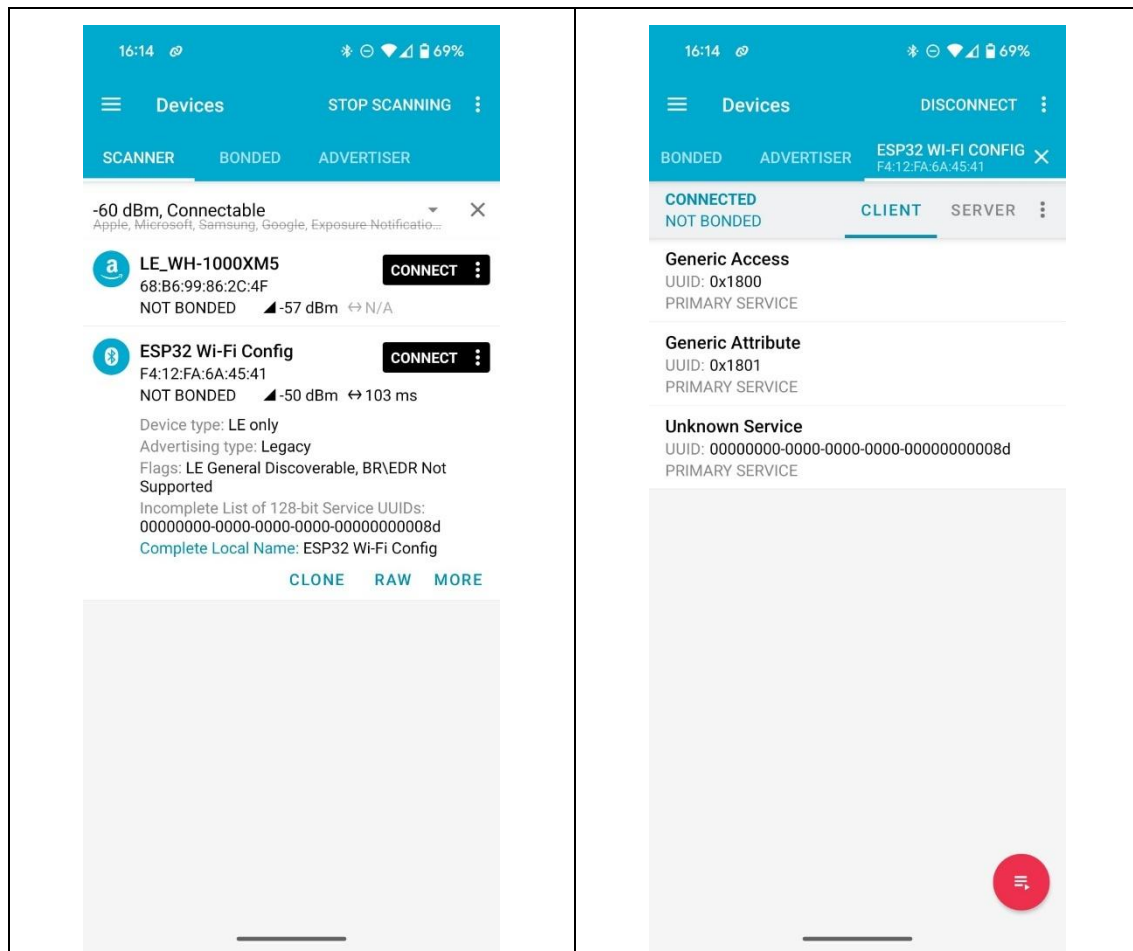 16:14 69%
Devices STOP SCANNING
SCANNER BONDED ADVERTISER
-60 dBm, Connectable
Apple, Microsoft, Samsung, Google, Exposure Notificatio...
a LE_WH-1000XM5 CONNECT
68:B6:99:86:2C:4F
NOT BONDED -57 dBm N/A
ESP32 Wi-Fi Config CONNECT
F4:12:FA:6A:45:41
NOT BONDED -50 dBm 103 ms
Device type: LE only
Advertising type: Legacy
Flags: LE General Discoverable, BR\EDR Not
Supported
Incomplete List of 128-bit Service UUIDs:
00000000-0000-0000-0000-00000000008d
Complete Local Name: ESP32 Wi-Fi Config
CLONE RAW MORE
16:14 69%
Devices DISCONNECT
BONDED ADVERTISER ESP32 WI-FI CONFIG
F4:12:FA:6A:45:41
CONNECTED
NOT BONDED
CLIENT SERVER
Generic Access
UUID: 0x1800
PRIMARY SERVICE
Generic Attribute
UUID: 0x1801
PRIMARY SERVICE
Unknown Service
UUID: 00000000-0000-0000-0000-00000000008d
PRIMARY SERVICE